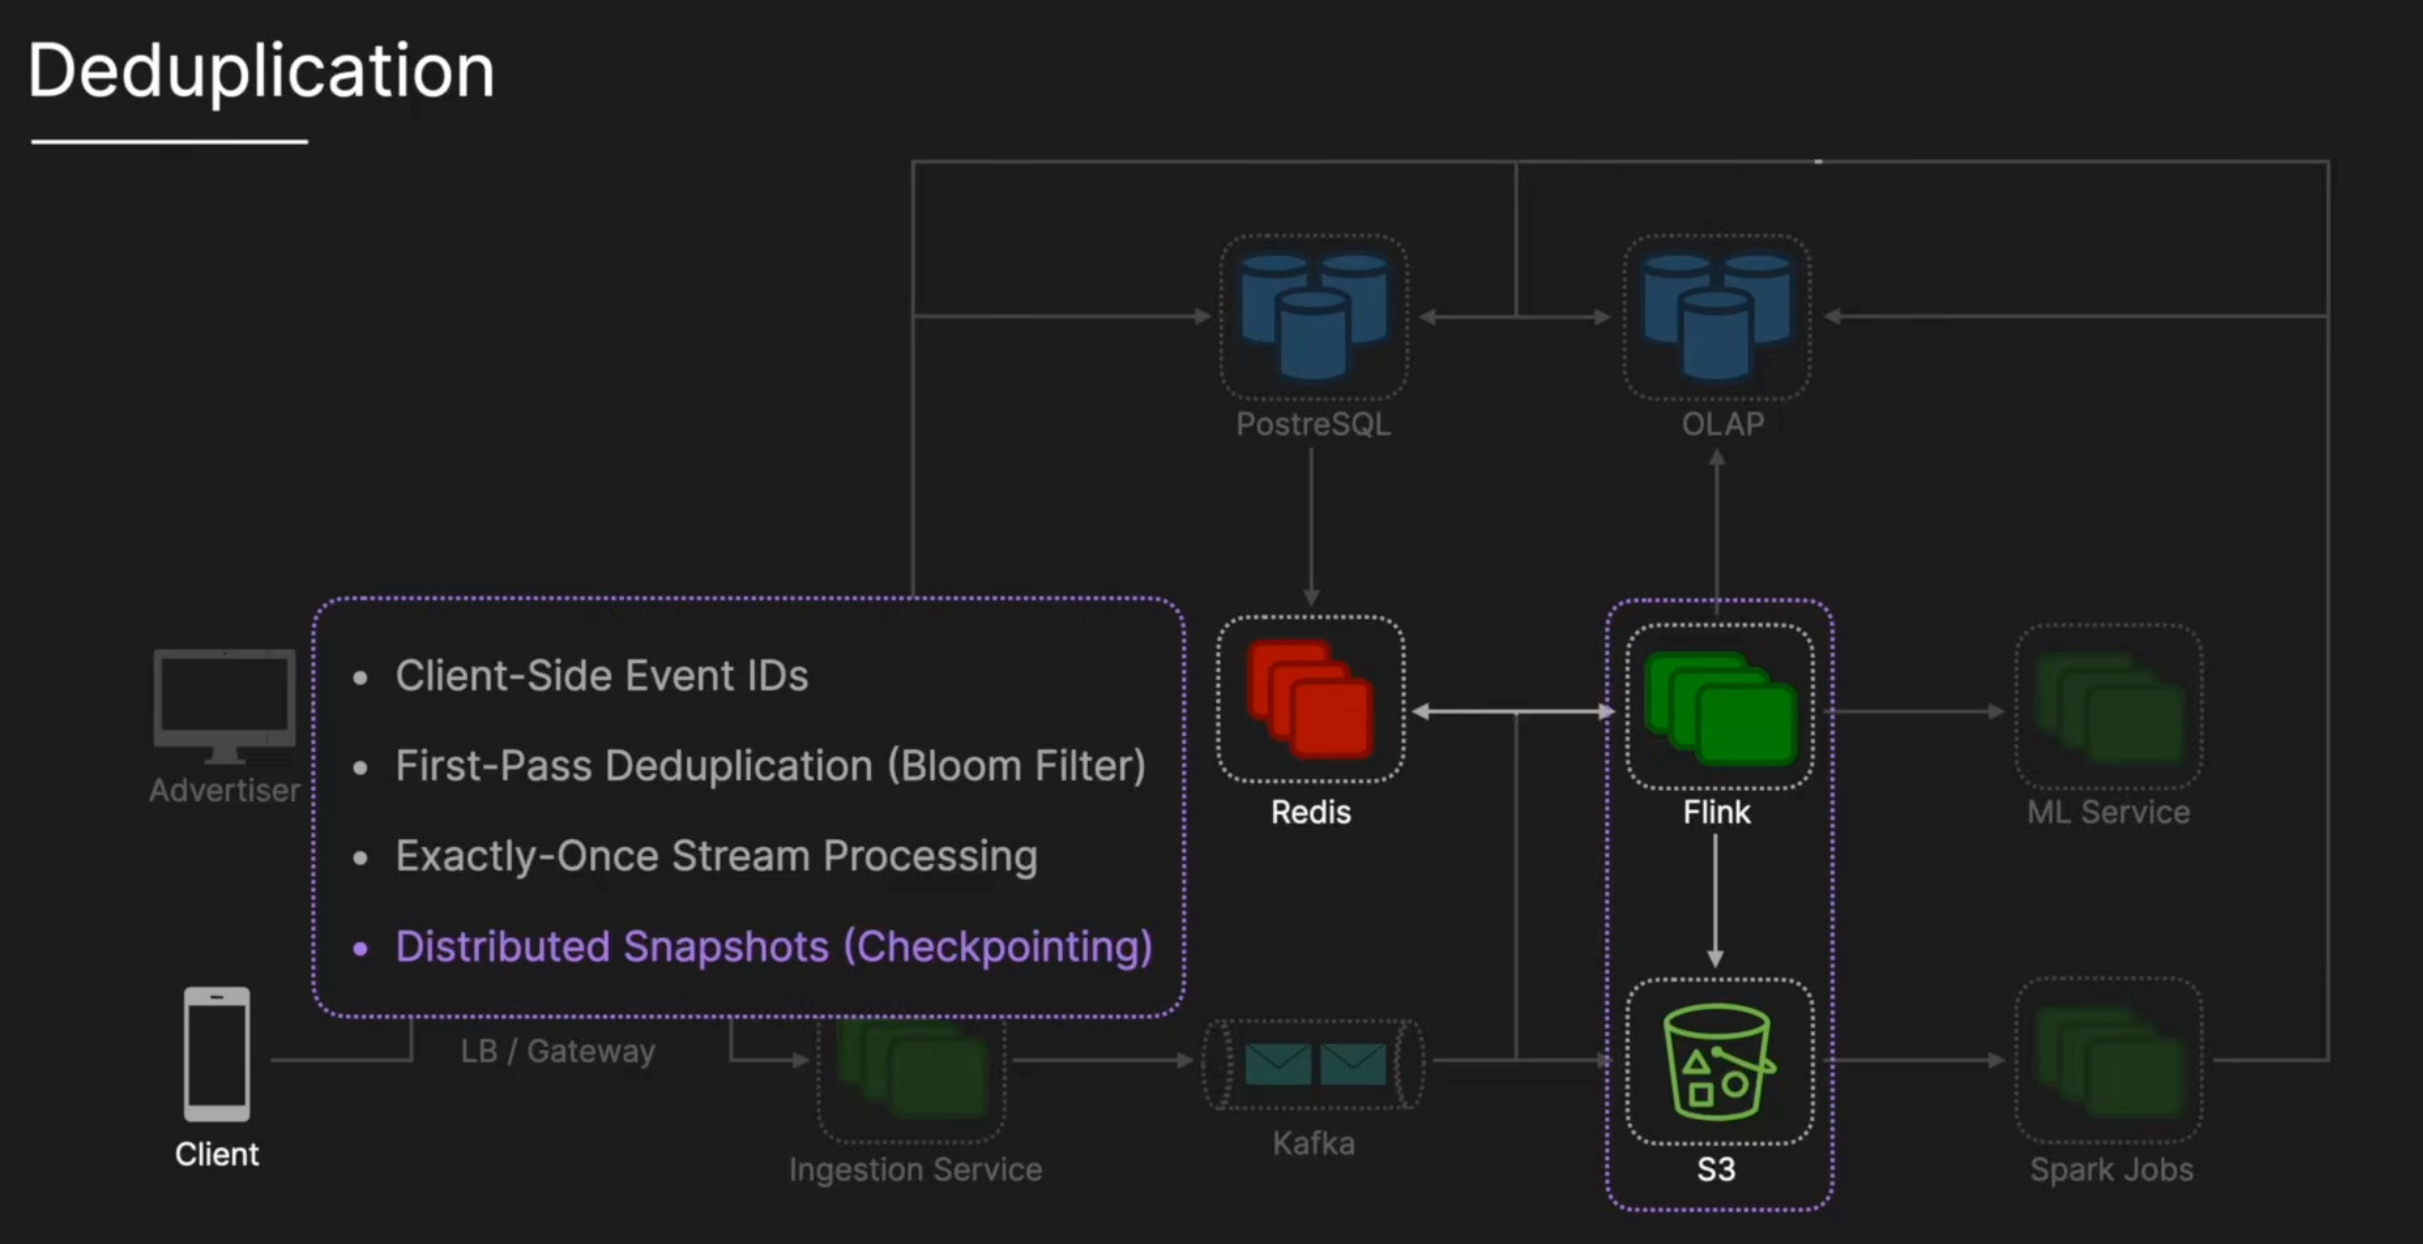 Deduplication
PostreSQL
OLAP
• Client-Side Event IDs
• First-Pass Deduplication (Bloom Filter)
• Exactly-Once Stream Processing
• Distributed Snapshots (Checkpointing)
Advertiser
Redis
Flink
ML Service
LB / Gateway
Client
Ingestion Service
Kafka
S3
Spark Jobs